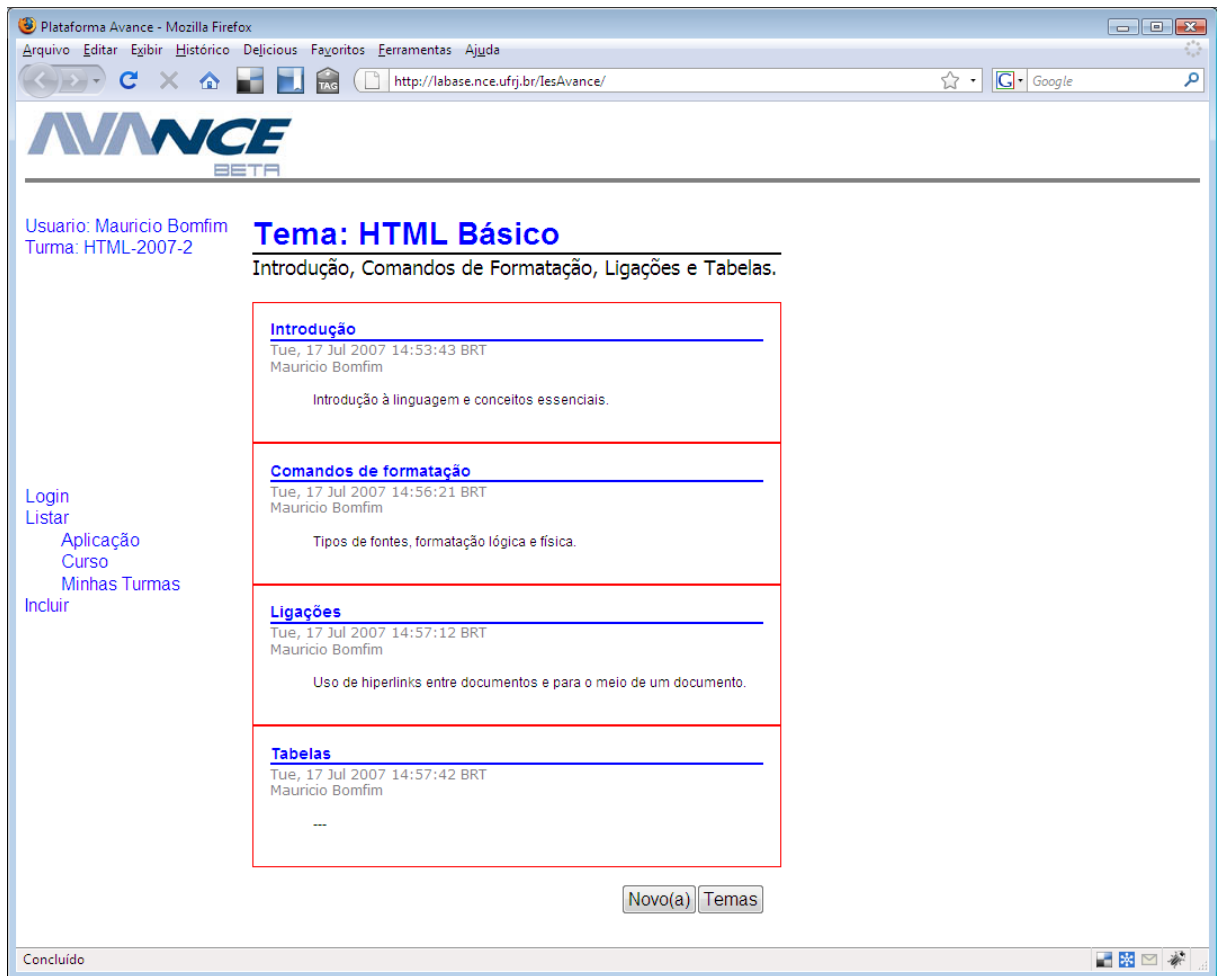 Plataforma Avance - Mozilla Firefox
Arquivo Editar Exibir Histórico Delicious Favoritos Ferramentas Ajuda
TAG http://labase.nce.ufrj.br/IesAvance/ G Google
AVANCE
BETA
Usuario: Mauricio Bomfim
Turma: HTML-2007-2
Tema: HTML Básico
Introdução, Comandos de Formatação, Ligações e Tabelas.
Introdução
Tue, 17 Jul 2007 14:53:43 BRT
Mauricio Bomfim
Introdução à linguagem e conceitos essenciais.
Comandos de formatação
Tue, 17 Jul 2007 14:56:21 BRT
Mauricio Bomfim
Tipos de fontes, formatação lógica e física.
Login
Listar
Aplicação
Curso
Minhas Turmas
Incluir
Ligações
Tue, 17 Jul 2007 14:57:12 BRT
Mauricio Bomfim
Uso de hiperlinks entre documentos e para o meio de um documento.
Tabelas
Tue, 17 Jul 2007 14:57:42 BRT
Mauricio Bomfim
---
Novo(a) Temas
Concluído